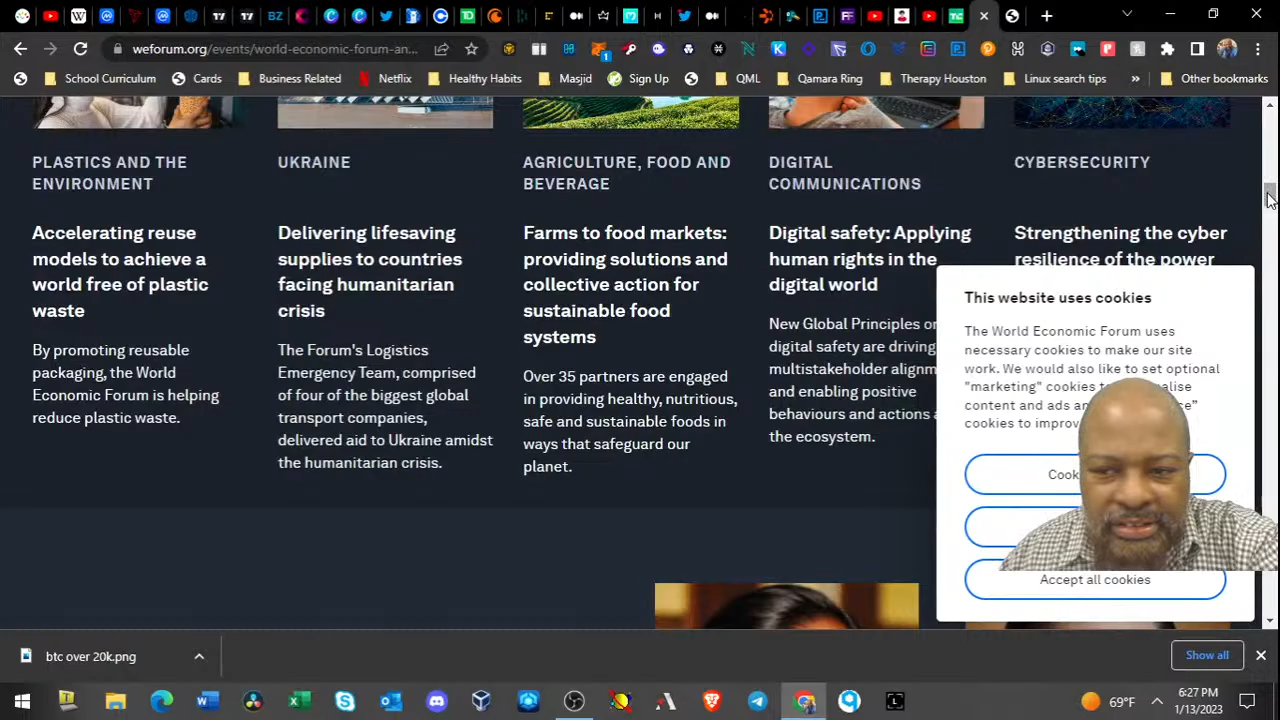 weforum.org/events/world-economic-forum-an...
School Curriculum
Cards
Business Related
Netflix
Healthy Habits
Masjid
Sign Up
QML
Qamara Ring
Therapy Houston
Linux search tips
»
Other bookmarks
PLASTICS AND THE
ENVIRONMENT
Accelerating reuse
models to achieve a
world free of plastic
waste
By promoting reusable
packaging, the World
Economic Forum is helping
reduce plastic waste.
UKRAINE
Delivering lifesaving
supplies to countries
facing humanitarian
crisis
The Forum's Logistics
Emergency Team, comprised
of four of the biggest global
transport companies,
delivered aid to Ukraine amidst
the humanitarian crisis.
AGRICULTURE, FOOD AND
BEVERAGE
Farms to food markets:
providing solutions and
collective action for
sustainable food
systems
Over 35 partners are engaged
in providing healthy, nutritious,
safe and sustainable foods in
ways that safeguard our
planet.
DIGITAL
COMMUNICATIONS
Digital safety: Applying
human rights in the
digital world
New Global Principles on
digital safety are driving
multistakeholder alignm
and enabling positive
behaviours and actions a
the ecosystem.
CYBERSECURITY
Strengthening the cyber
resilience of the power
This website uses cookies
The World Economic Forum uses
necessary cookies to make our site
work. We would also like to set optional
"marketing" cookies to
content and ads an
cookies to improv
Cook
Accept all cookies
btc over 20k.png
Show all
69°F
6:27 PM
1/13/2023